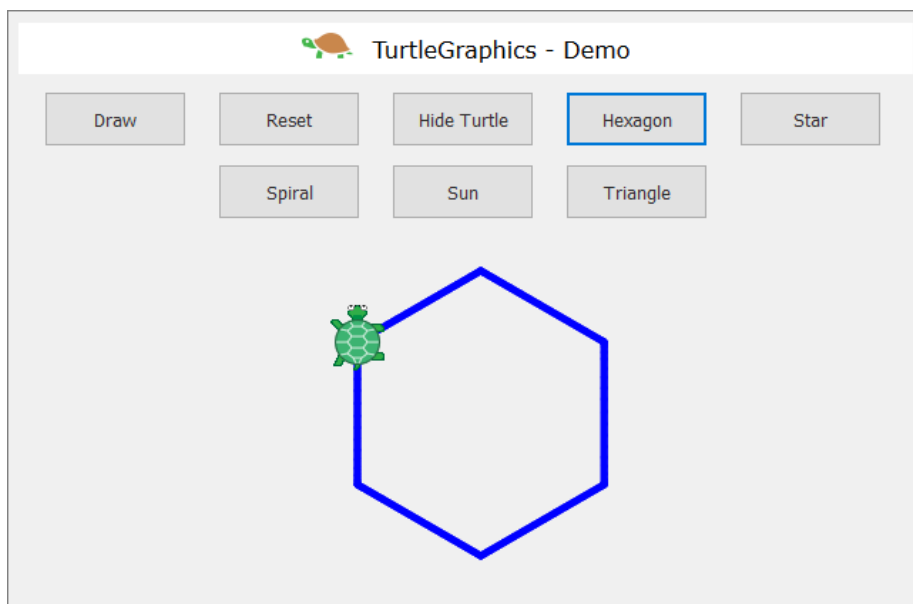 TurtleGraphics - Demo
Draw Reset Hide Turtle Hexagon Star
Spiral Sun Triangle